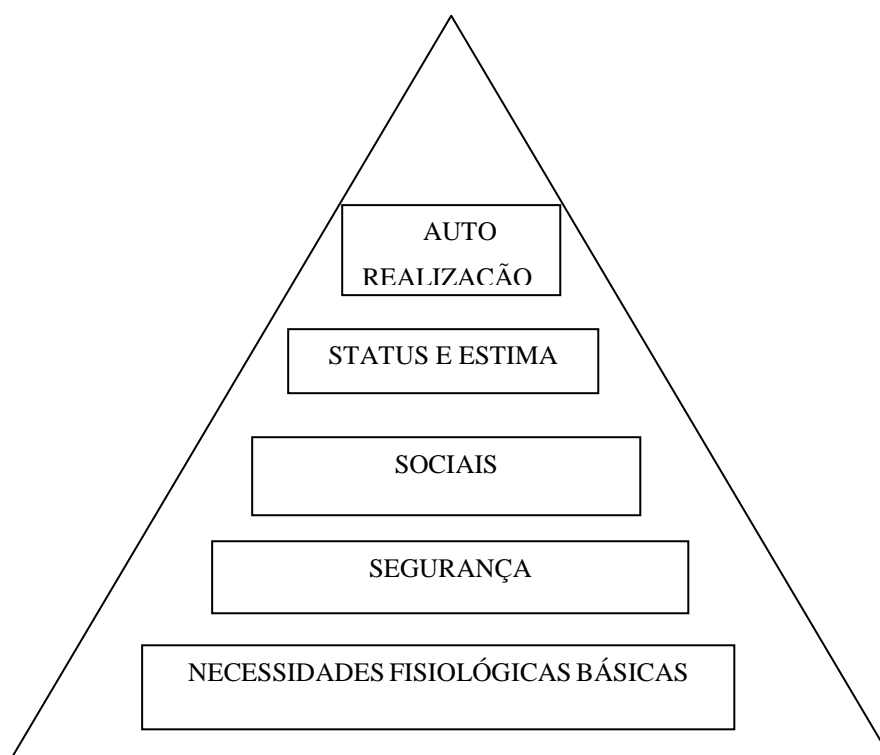 AUTO
REALIZAÇÃO
STATUS E ESTIMA
SOCIAIS
SEGURANÇA
NECESSIDADES FISIOLÓGICAS BÁSICAS